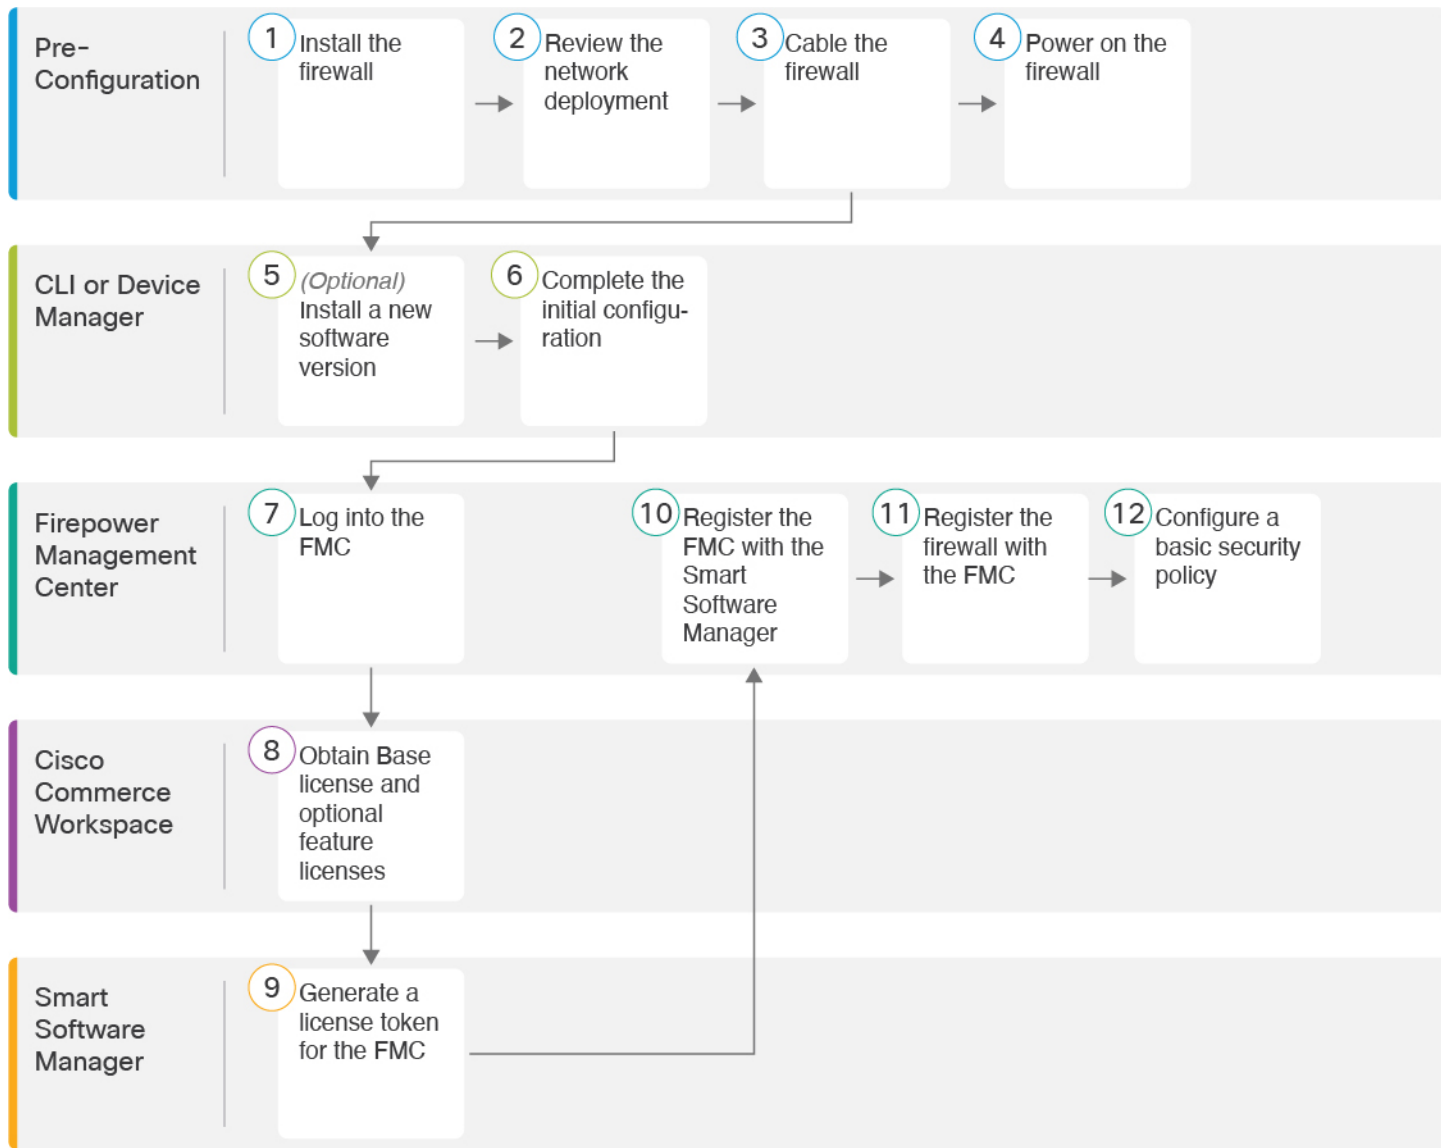 Pre-
Configuration
1
Install the
firewall
2
Review the
network
deployment
3
Cable the
firewall
4
Power on the
firewall
CLI or Device
Manager
5
(Optional)
Install a new
software
version
6
Complete the
initial configu-
ration
Firepower
Management
Center
7
Log into the
FMC
10
Register the
FMC with the
Smart
Software
Manager
11
Register the
firewall with
the FMC
12
Configure a
basic security
policy
Cisco
Commerce
Workspace
8
Obtain Base
license and
optional
feature
licenses
Smart
Software
Manager
9
Generate a
license token
for the FMC